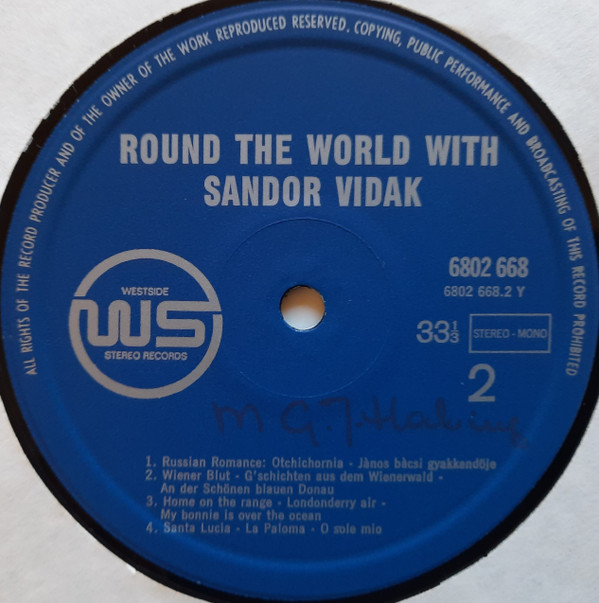 ALL RIGHTS OF THE RECORD PRODUCER AND OF THE OWNER OF THE WORK REPRODUCED RESERVED. COPYING, PUBLIC PERFORMANCE AND BROADCASTING OF THIS RECORD PROHIBITED
ROUND THE WORLD WITH
SANDOR VIDAK
WESTSIDE
WS
STEREO RECORDS
6802 668
6802 668.2 Y
33⅓ STEREO - MONO
2
M. G. J.
1. Russian Romance: Otchichornia - Jànos bàcsi gyakkendöje
2. Wiener Blut - G'schichten aus dem Wienerwald -
An der Schönen blauen Donau
3. Home on the range - Londonderry air -
My bonnie is over the ocean
4. Santa Lucia - La Paloma - O sole mio